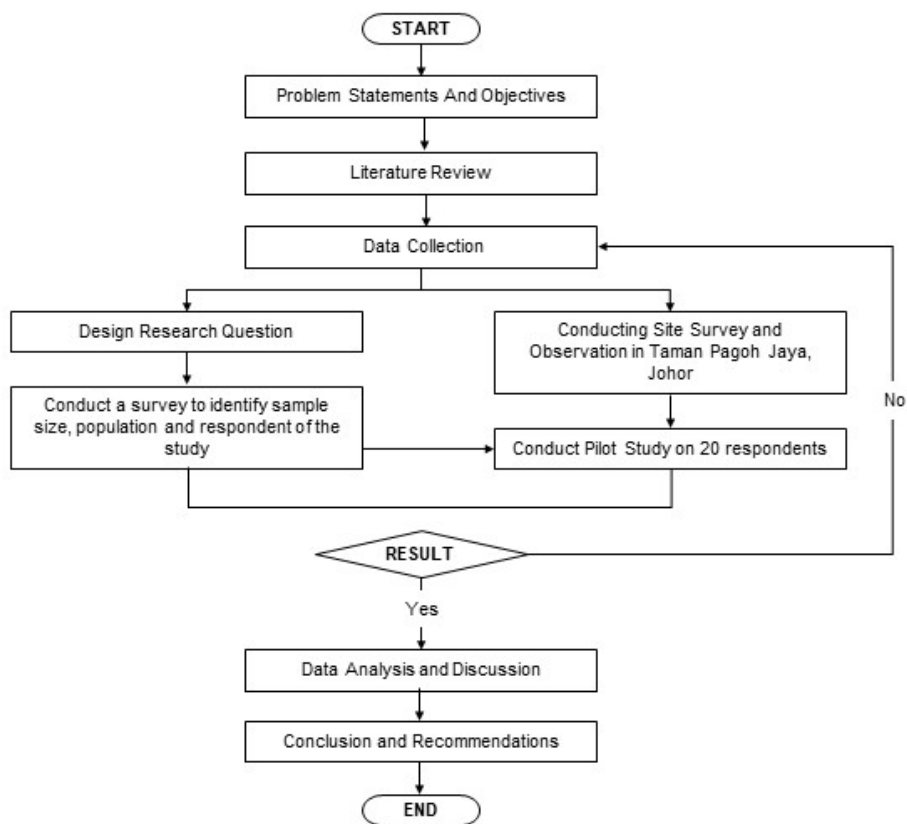 START
Problem Statements And Objectives
Literature Review
Data Collection
Design Research Question
Conducting Site Survey and
Observation in Taman Pagoh Jaya,
Johor
Conduct a survey to identify sample
size, population and respondent of the
study
Conduct Pilot Study on 20 respondents
No
RESULT
Yes
Data Analysis and Discussion
Conclusion and Recommendations
END